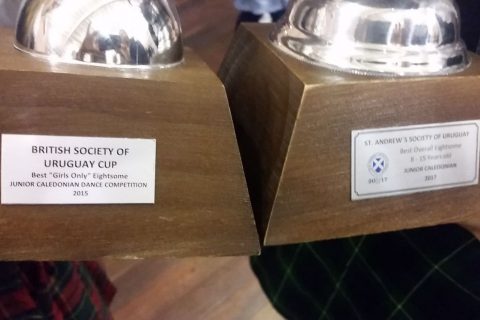 BRITISH SOCIETY OF
URUGUAY CUP
Best "Girls Only" Eightsome
JUNIOR CALEDONIAN DANCE COMPETITION
2015
ST. ANDREW'S SOCIETY OF URUGUAY
Best Overall Eightsome
8 - 15 Years old
JUNIOR CALEDONIAN
2017